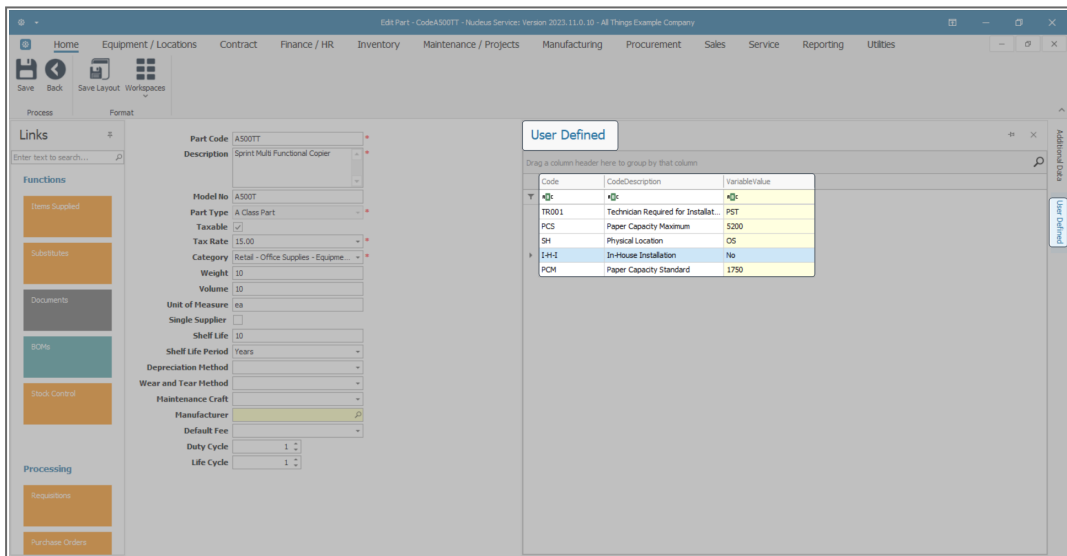 Edit Part - CodeA500TT - Nucleus Service: Version 2023.11.0.10 - All Things Example Company
Home Equipment / Locations Contract Finance / HR Inventory Maintenance / Projects Manufacturing Procurement Sales Service Reporting Utilities
Save Back Save Layout Workspaces
Process Format
Links
Enter text to search...
Functions
Items Supplied
Substitutes
Documents
BOMs
Stock Control
Processing
Requisitions
Purchase Orders
Part Code A500TT *
Description Sprint Multi Functional Copier *
Model No A500T
Part Type A Class Part *
Taxable
Tax Rate 15.00 *
Category Retail - Office Supplies - Equipme... *
Weight 10
Volume 10
Unit of Measure ea
Single Supplier
Shelf Life 10
Shelf Life Period Years
Depreciation Method
Wear and Tear Method
Maintenance Craft
Manufacturer
Default Fee
Duty Cycle 1
Life Cycle 1
User Defined
Drag a column header here to group by that column
Code CodeDescription VariableValue
TR001 Technician Required for Installat... PST
PCS Paper Capacity Maximum 5200
SH Physical Location OS
I-H-I In-House Installation No
PCM Paper Capacity Standard 1750
Additional Data
User Defined